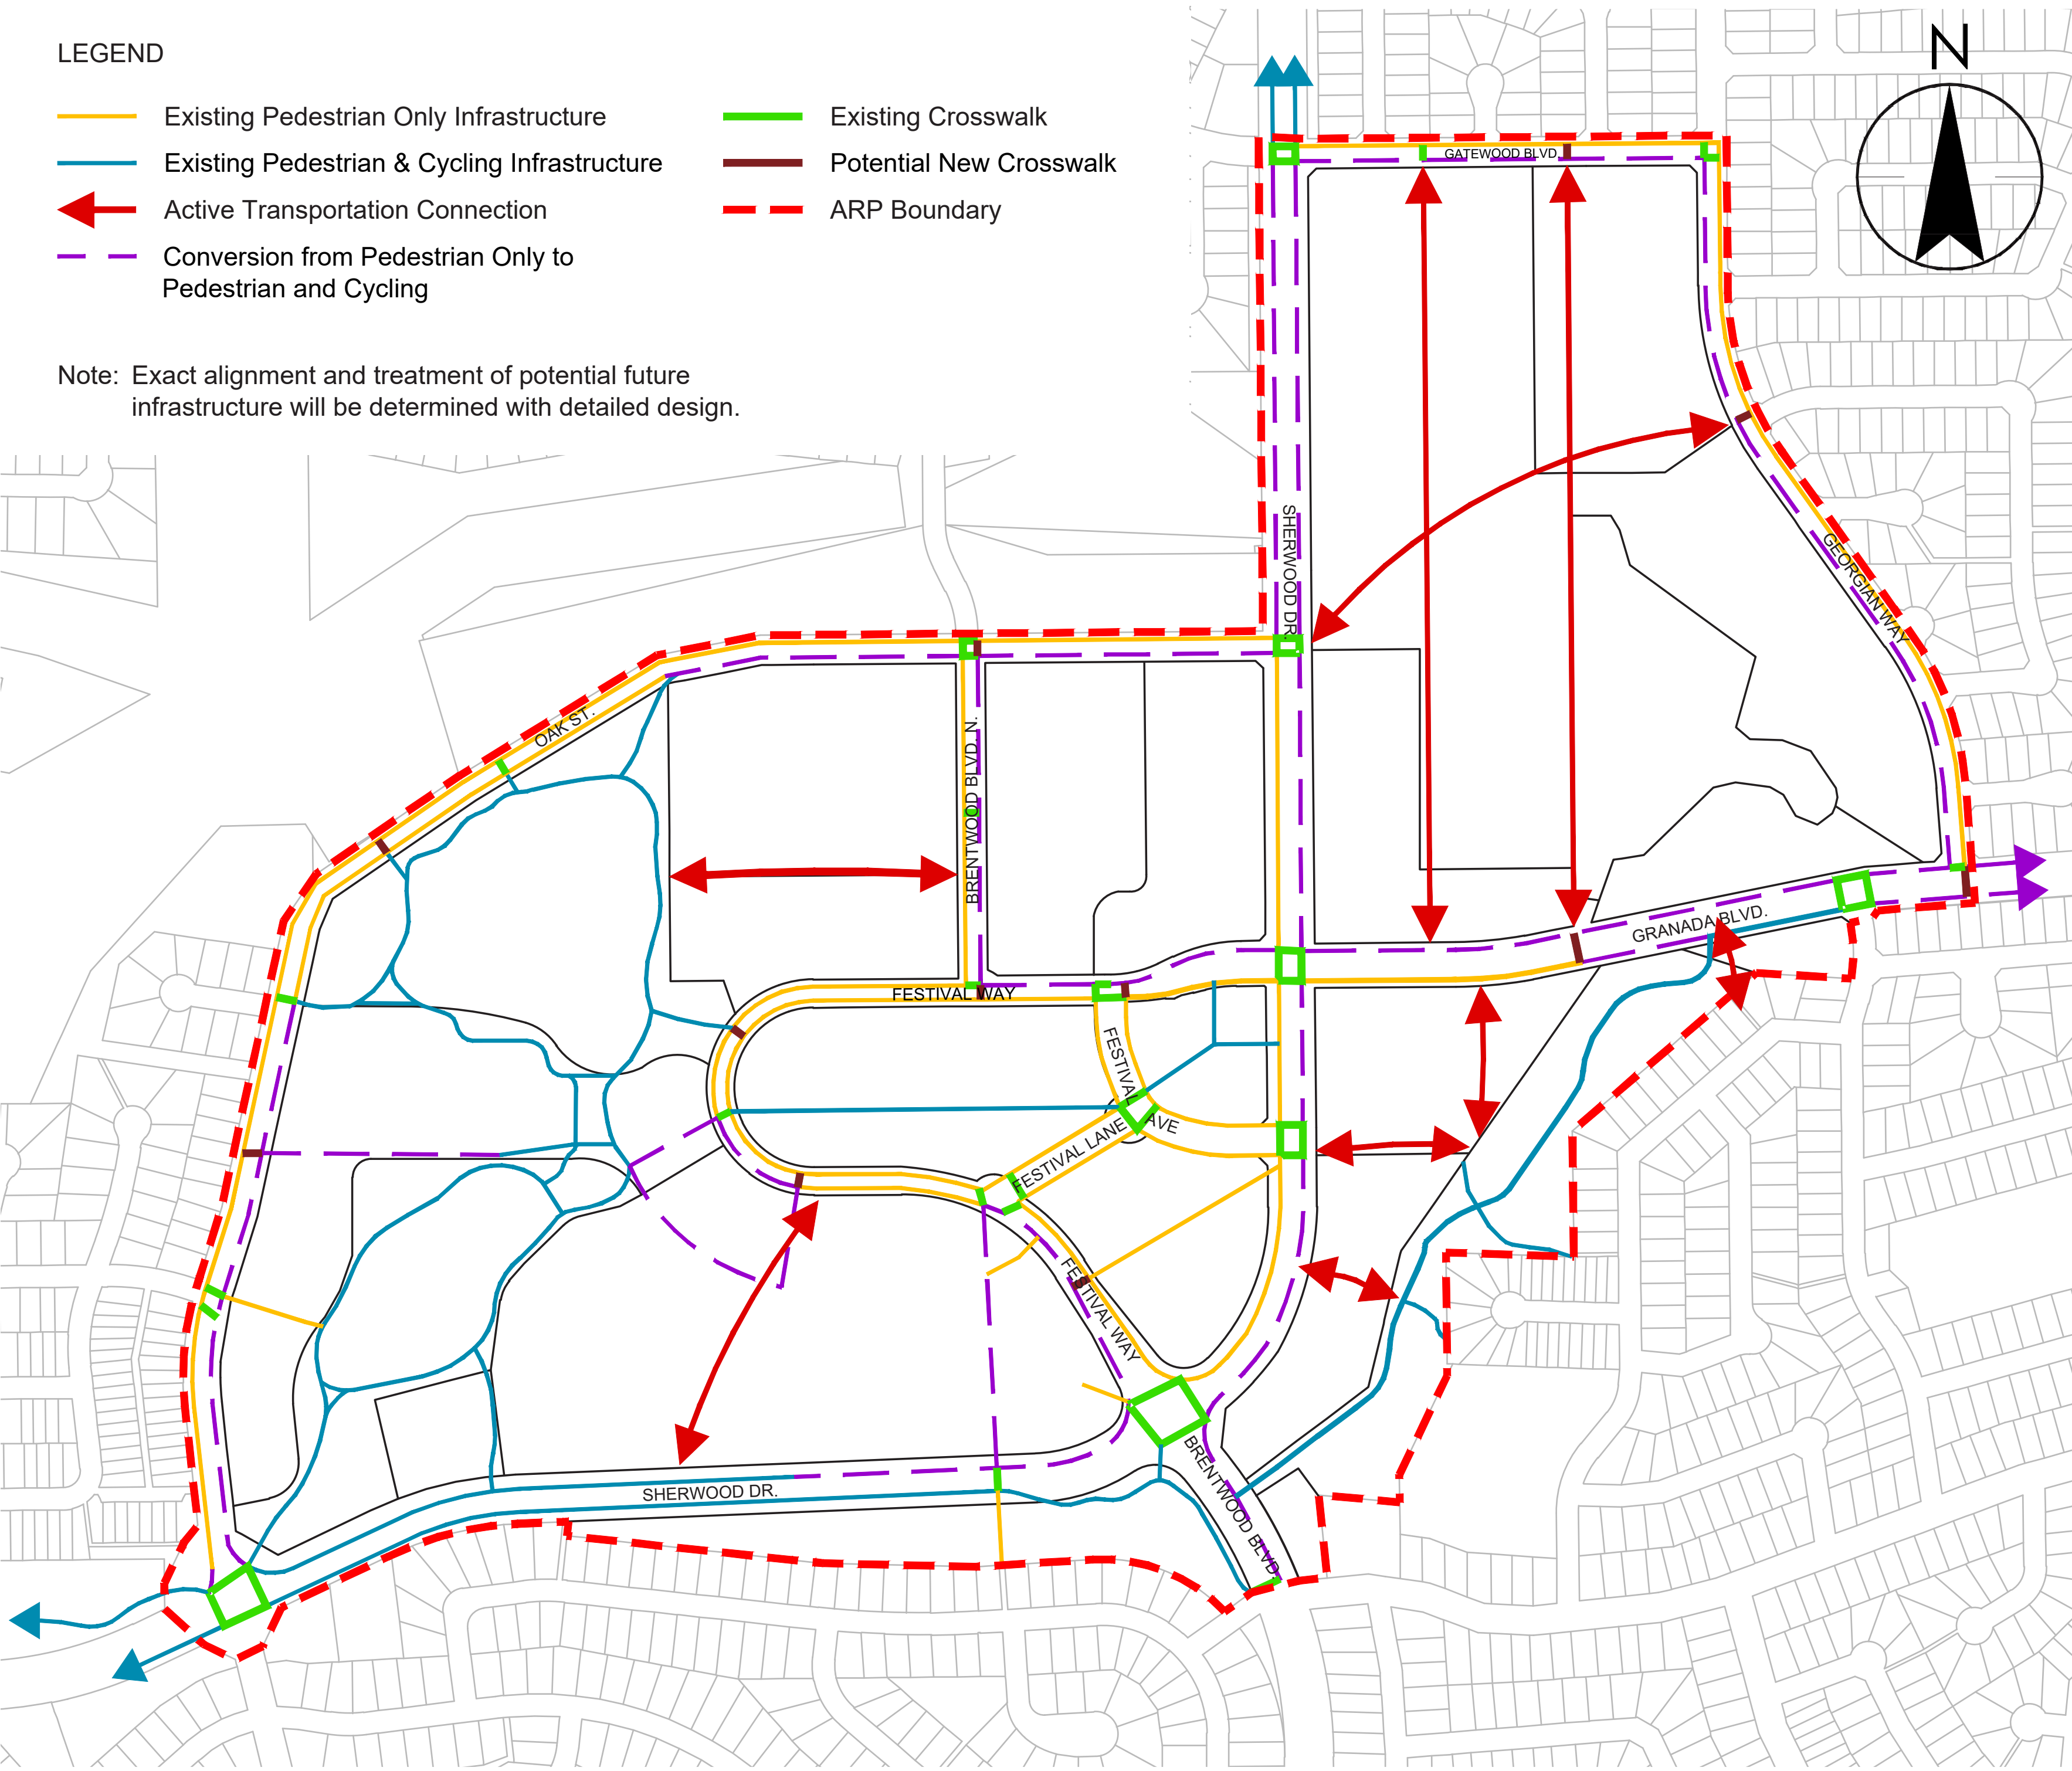 LEGEND
Existing Pedestrian Only Infrastructure
Existing Pedestrian & Cycling Infrastructure
Active Transportation Connection
Conversion from Pedestrian Only to
Pedestrian and Cycling
Existing Crosswalk
Potential New Crosswalk
ARP Boundary
Note: Exact alignment and treatment of potential future
infrastructure will be determined with detailed design.
N
GATEWOOD BLVD
SHERWOOD DR.
GEORGIAN WAY
OAK ST.
BRENTWOOD BLVD. N.
GRANADA BLVD.
FESTIVAL WAY
FESTIVAL
AVE
FESTIVAL LANE
FESTIVAL WAY
SHERWOOD DR.
BRENTWOOD BLVD.